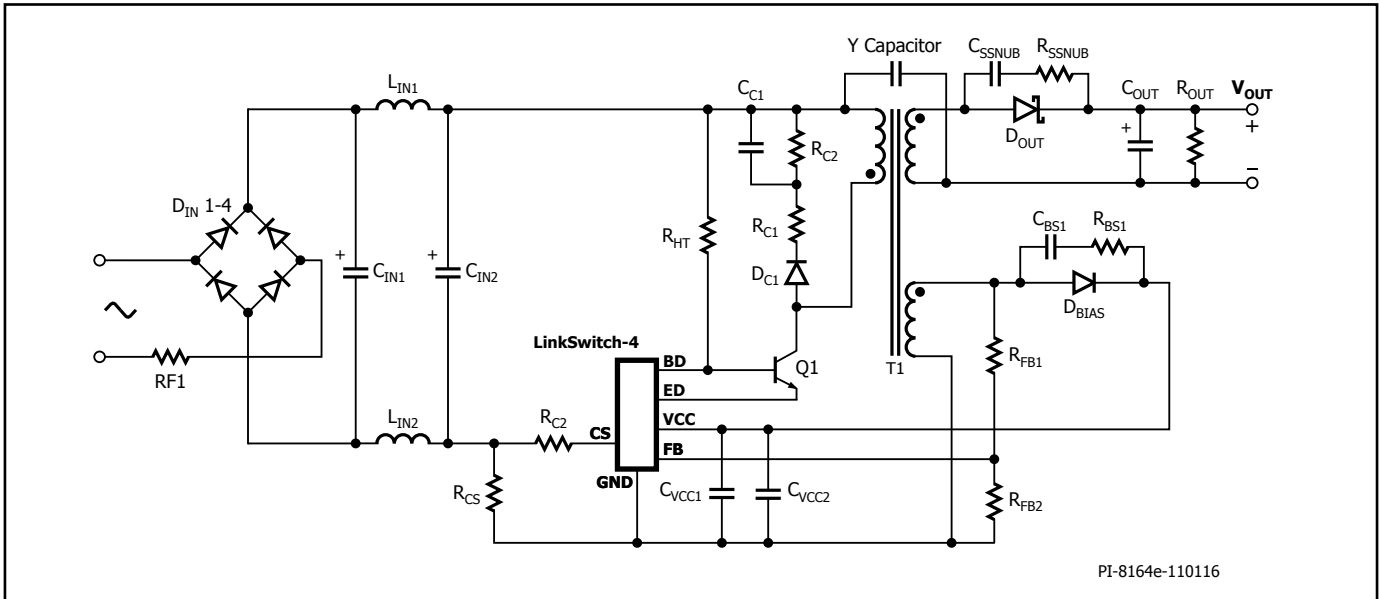 Y Capacitor
C_SSNUB
R_SSNUB
L_IN1
C_C1
C_OUT
R_OUT
V_OUT
+
R_C2
D_OUT
+
−
D_IN 1-4
R_HT
R_C1
C_BS1
R_BS1
+
C_IN1
+
C_IN2
D_C1
D_BIAS
LinkSwitch-4
BD
Q1
T1
R_FB1
RF1
ED
L_IN2
R_C2
CS
VCC
FB
GND
R_CS
C_VCC1
C_VCC2
R_FB2
PI-8164e-110116